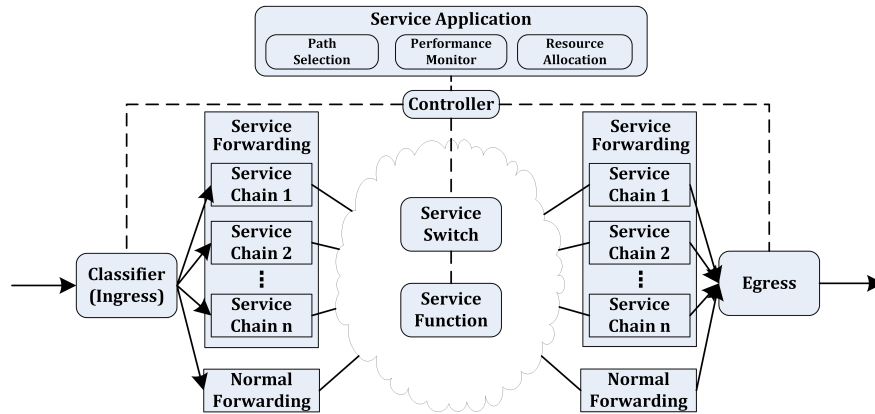 Service Application
Path
Selection
Performance
Monitor
Resource
Allocation
Controller
Service
Forwarding
Service
Chain 1
Service
Chain 2
Service
Chain n
Normal
Forwarding
Classifier
(Ingress)
Service
Switch
Service
Function
Service
Forwarding
Service
Chain 1
Service
Chain 2
Service
Chain n
Normal
Forwarding
Egress